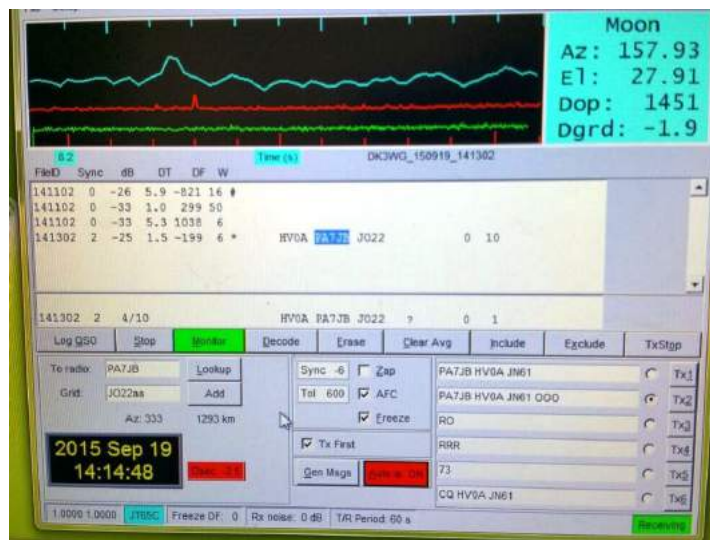 Moon
Az: 157.93
El: 27.91
Dop: 1451
Dgrd: -1.9
6.2 Time (s) DK3WG_150919_141302
FileID Sync dB DT DF W
141102 0 -26 5.9 -821 16 #
141102 0 -33 1.0 299 50
141102 0 -33 5.3 1038 6
141302 2 -25 1.5 -199 6 * HV0A PA7JB JO22 0 10
141302 2 4/10 HV0A PA7JB JO22 ? 0 1
Log QSO Stop Monitor Decode Erase Clear Avg Include Exclude TxStop
To radio: PA7JB Lookup Sync -6 Zap PA7JB HV0A JN61 Tx1
Grid: JO22aa Add Tol 600 AFC PA7JB HV0A JN61 OOO Tx2
Az: 333 1293 km Freeze RO Tx3
2015 Sep 19 Tx First RRR Tx4
14:14:48 Gen Msgs Auto is ON 73 Tx5
CQ HV0A JN61 Tx6
1.0000 1.0000 JT65C Freeze DF: 0 Rx noise: 0 dB T/R Period: 60 s Receiving